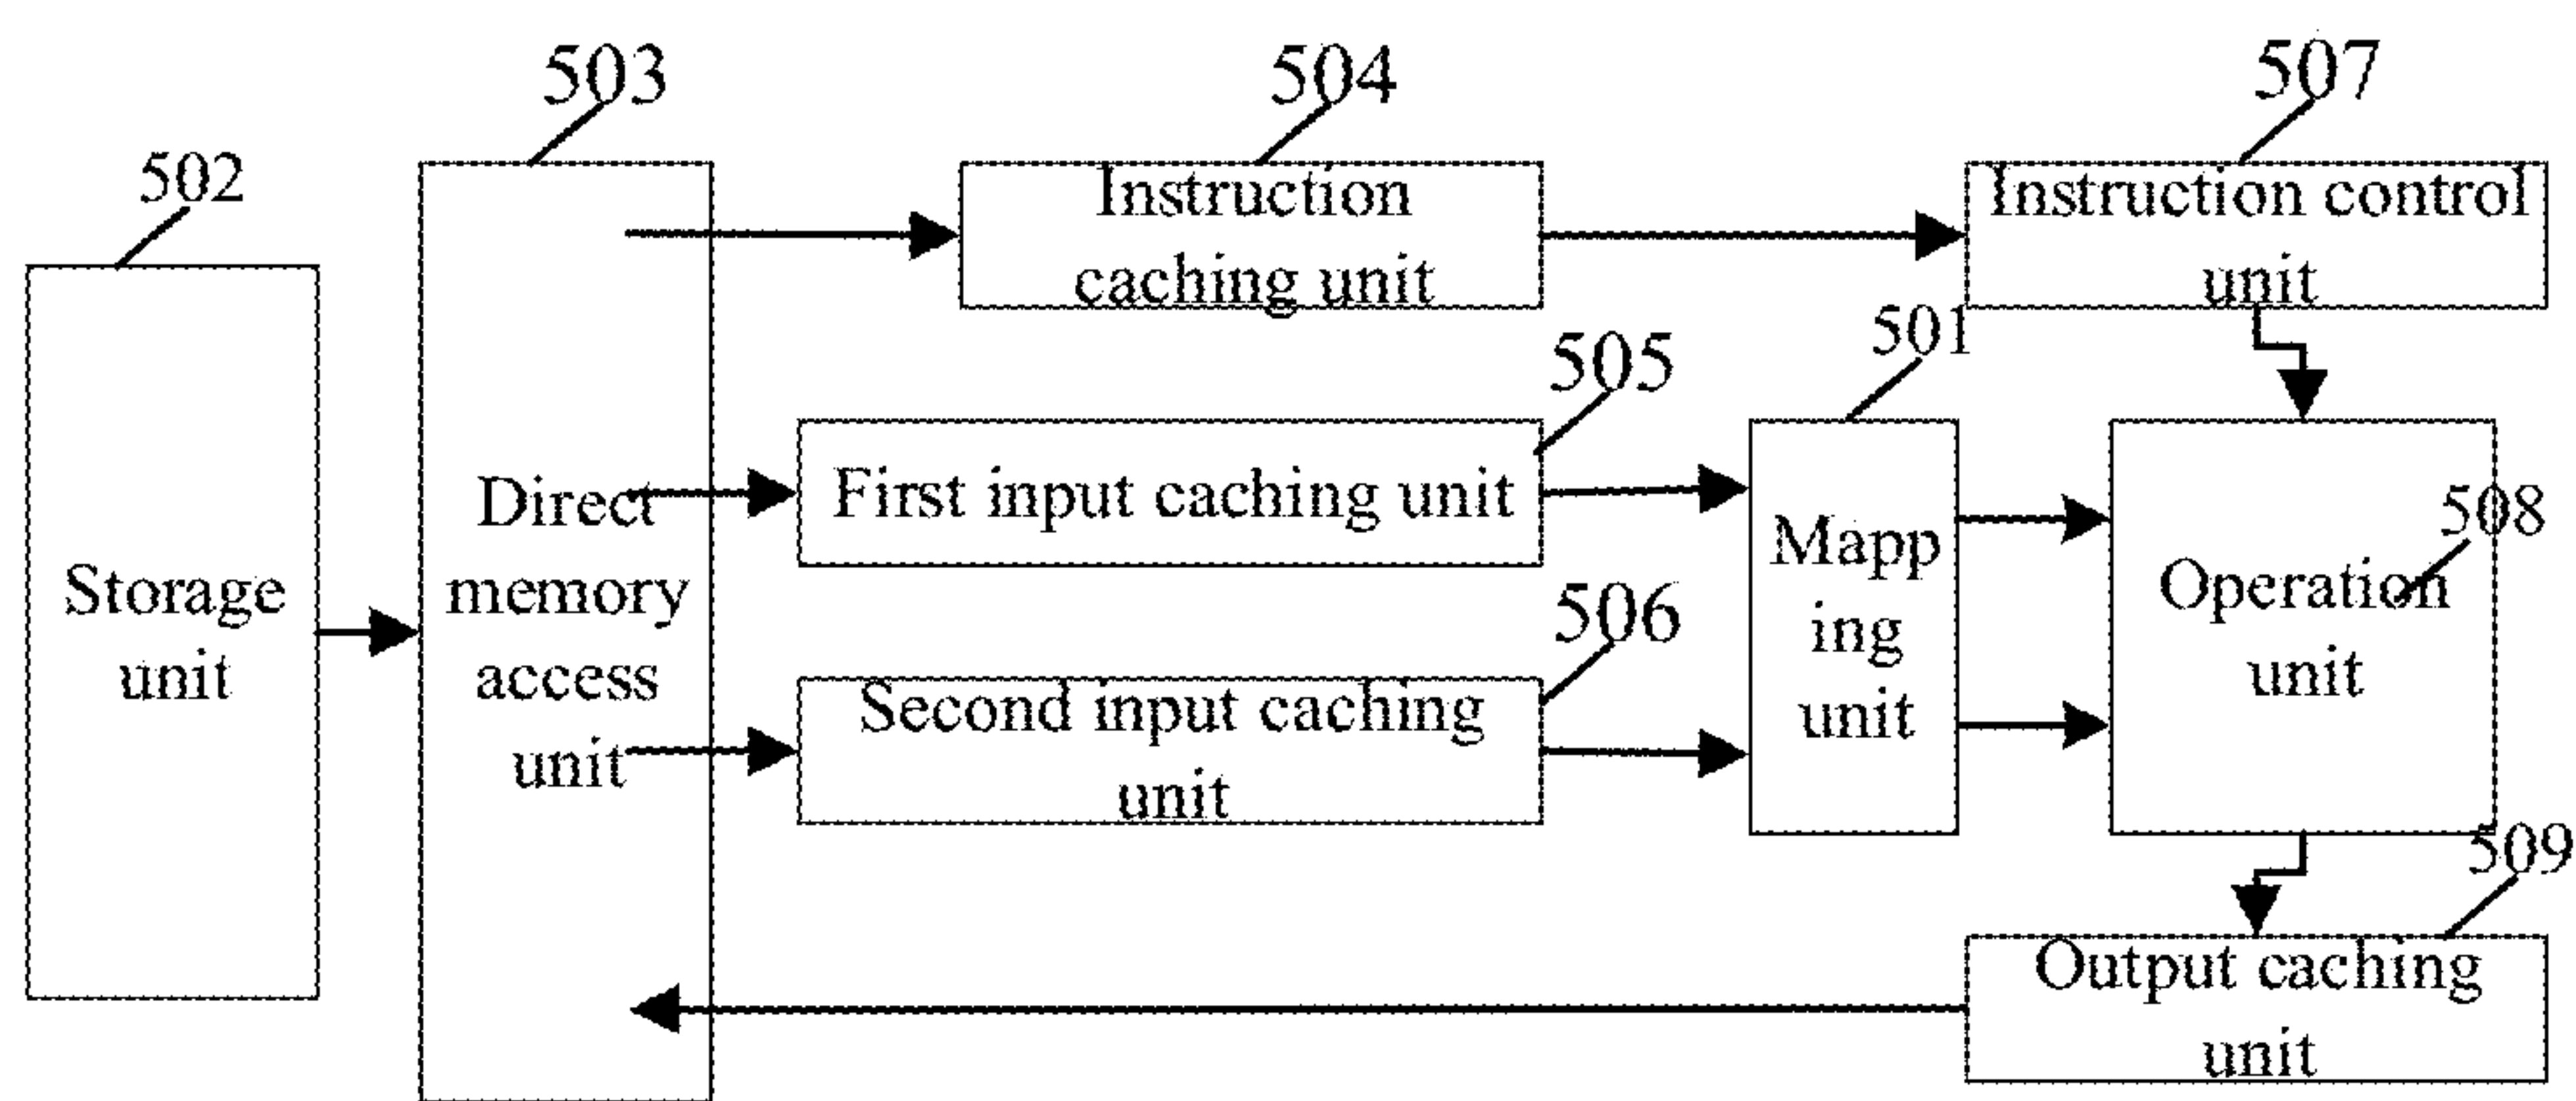 503
504
507
502
Instruction
caching unit
Instruction control
unit
501
505
First input caching unit
Direct
memory
access
unit
Storage
unit
Mapp
ing
unit
508
Operation
unit
506
Second input caching
unit
509
Output caching
unit